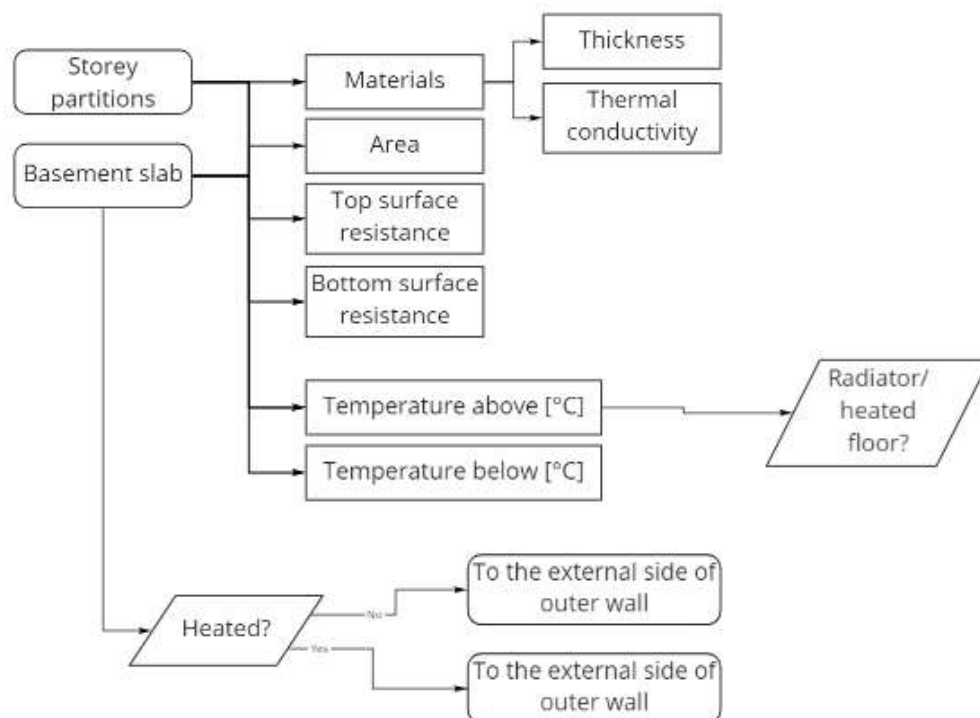 Storey
partitions
Basement slab
Materials
Thickness
Thermal
conductivity
Area
Top surface
resistance
Bottom surface
resistance
Temperature above [°C]
Radiator/
heated
floor?
Temperature below [°C]
Heated?
No
To the external side of
outer wall
Yes
To the external side of
outer wall